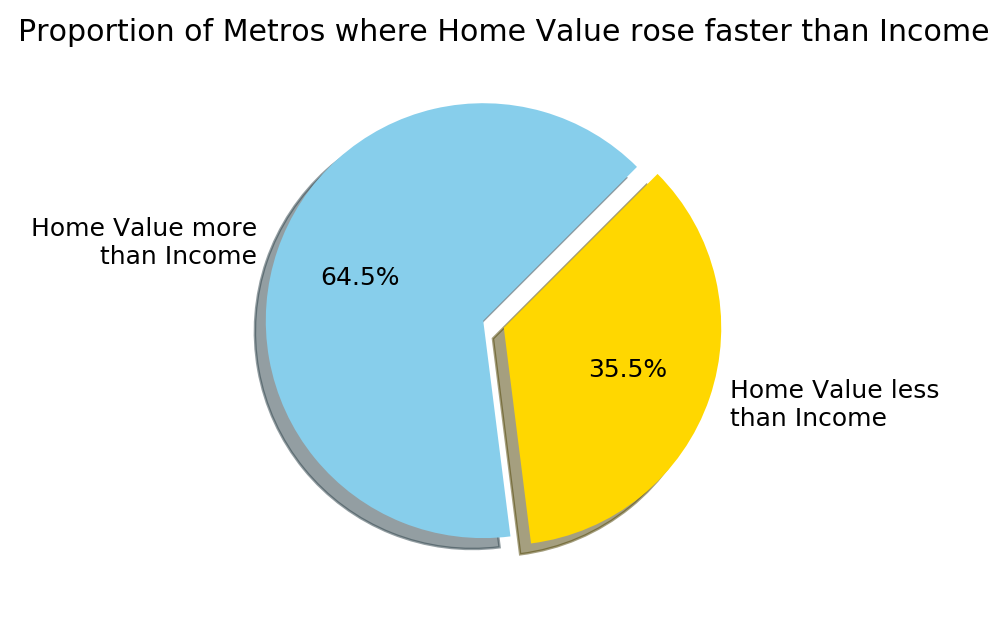 Proportion of Metros where Home Value rose faster than Income
Home Value more
than Income
64.5%
35.5%
Home Value less
than Income